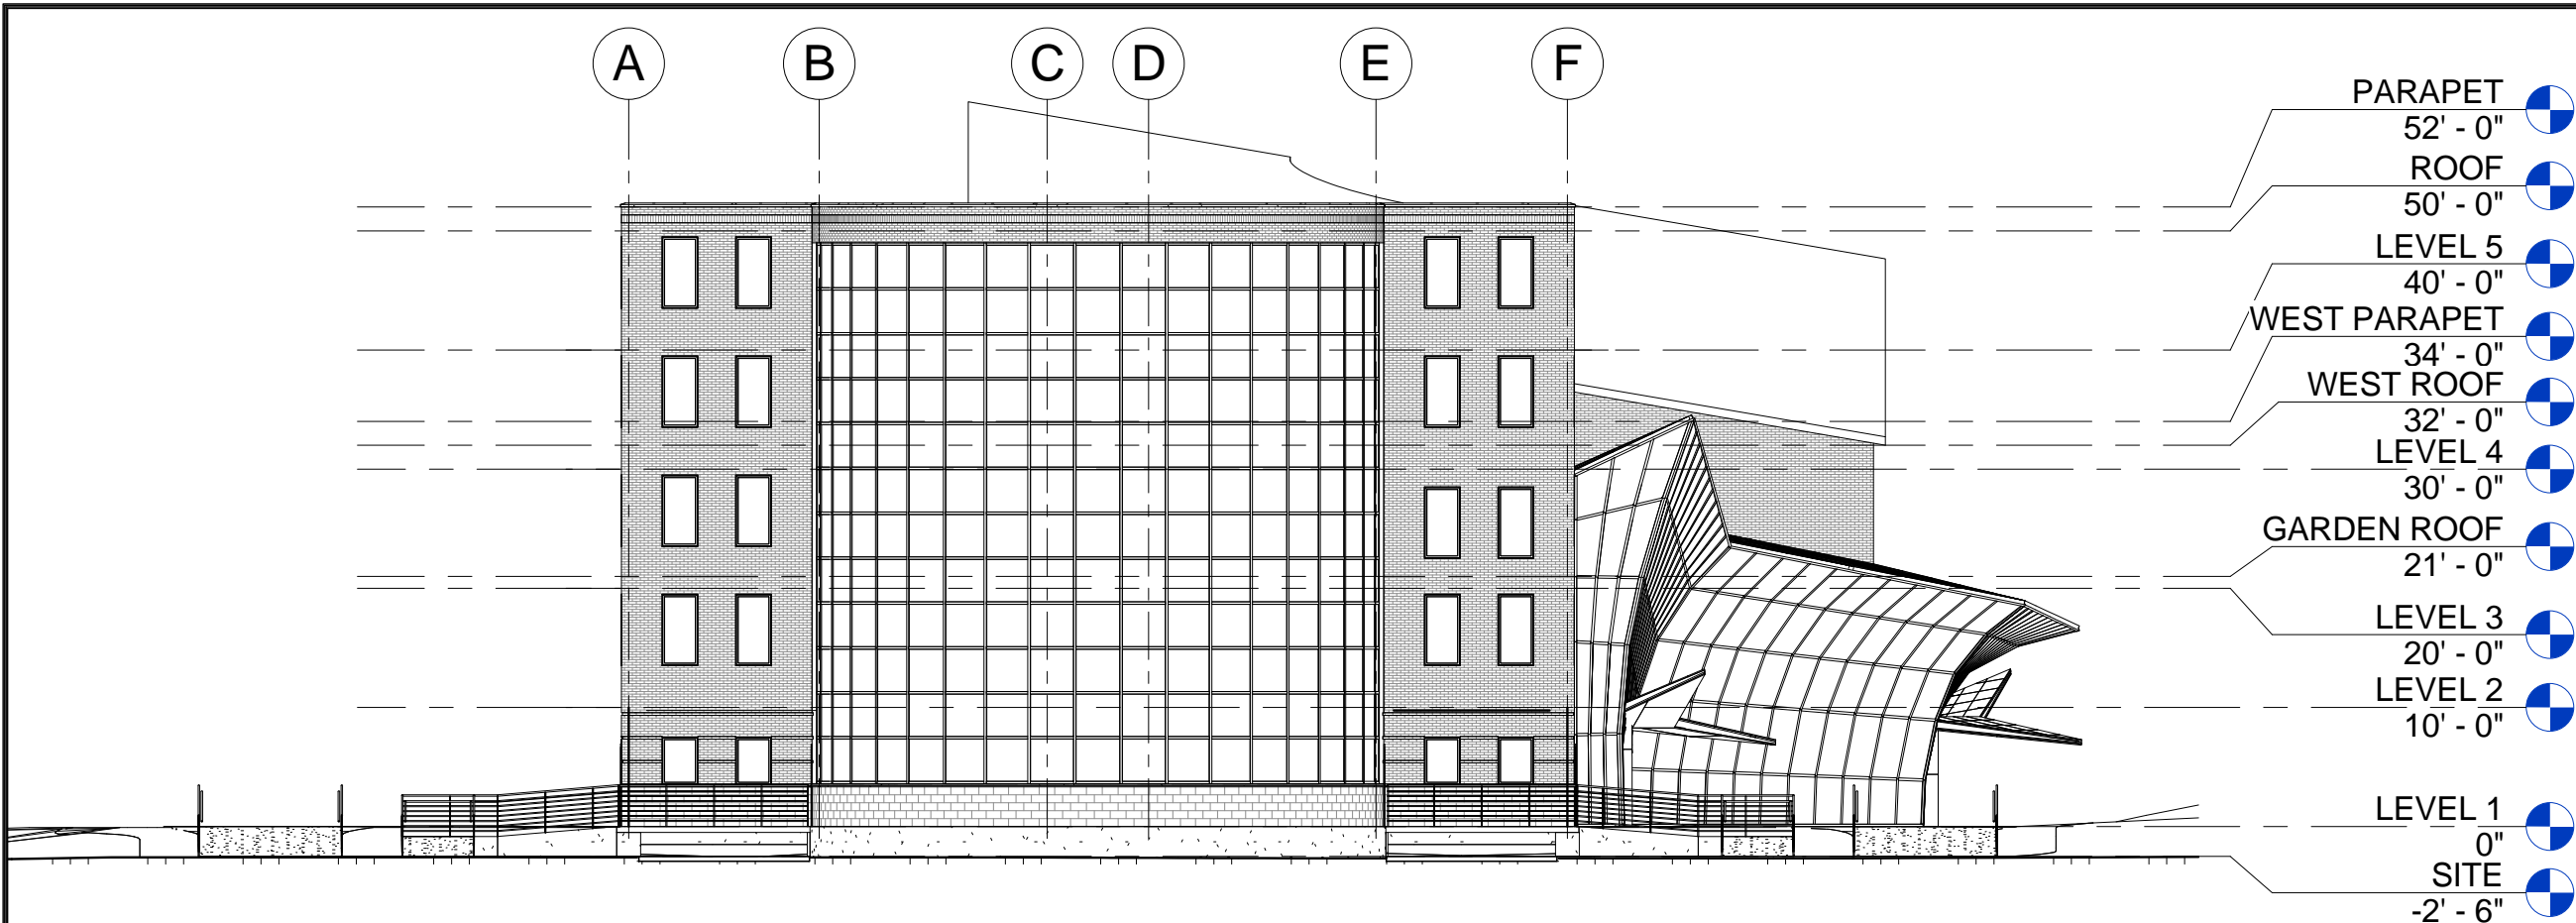 A B C D E F
PARAPET
52' - 0"
ROOF
50' - 0"
LEVEL 5
40' - 0"
WEST PARAPET
34' - 0"
WEST ROOF
32' - 0"
LEVEL 4
30' - 0"
GARDEN ROOF
21' - 0"
LEVEL 3
20' - 0"
LEVEL 2
10' - 0"
LEVEL 1
0"
SITE
-2' - 6"